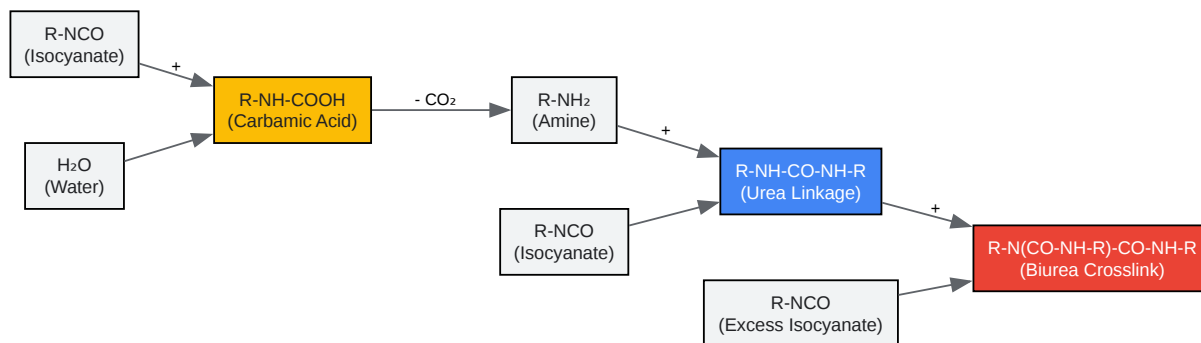 R-NCO
(Isocyanate)
+
H₂O
(Water)
R-NH-COOH
(Carbamic Acid)
- CO₂
R-NH₂
(Amine)
+
R-NCO
(Isocyanate)
R-NH-CO-NH-R
(Urea Linkage)
+
R-NCO
(Excess Isocyanate)
R-N(CO-NH-R)-CO-NH-R
(Biurea Crosslink)